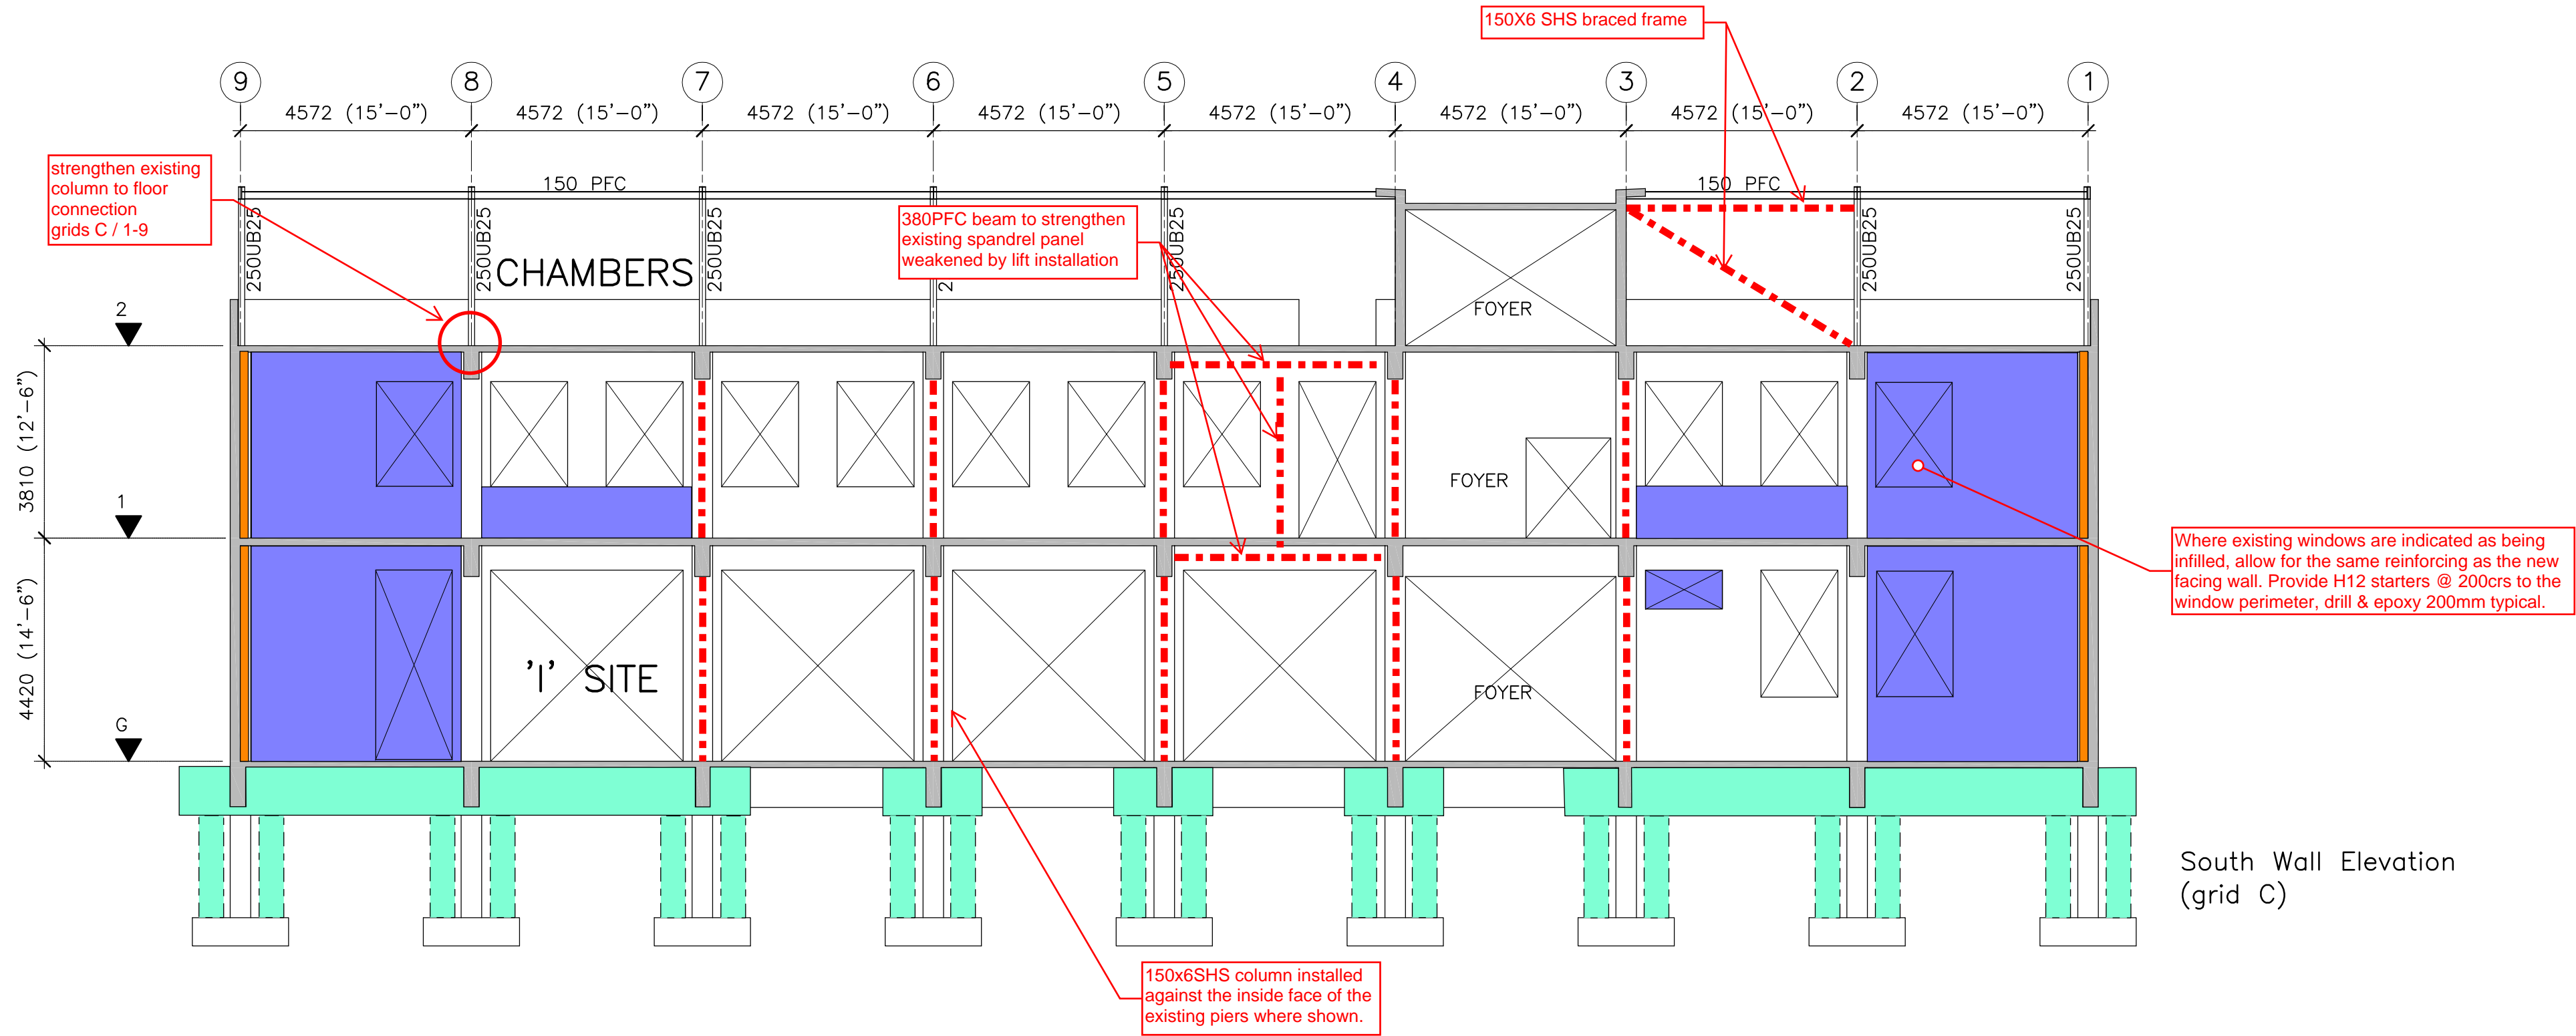 150X6 SHS braced frame
9 8 7 6 5 4 3 2 1
4572 (15'-0") 4572 (15'-0") 4572 (15'-0") 4572 (15'-0") 4572 (15'-0") 4572 (15'-0") 4572 (15'-0") 4572 (15'-0")
strengthen existing
column to floor
connection
grids C / 1-9
150 PFC
150 PFC
380PFC beam to strengthen
existing spandrel panel
weakened by lift installation
250UB25
250UB25
250UB25
2
250UB25
250UB25
250UB25
CHAMBERS
FOYER
2
3810 (12'-6")
1
FOYER
4420 (14'-6")
'I' SITE
FOYER
G
Where existing windows are indicated as being
infilled, allow for the same reinforcing as the new
facing wall. Provide H12 starters @ 200crs to the
window perimeter, drill & epoxy 200mm typical.
South Wall Elevation
(grid C)
150x6SHS column installed
against the inside face of the
existing piers where shown.